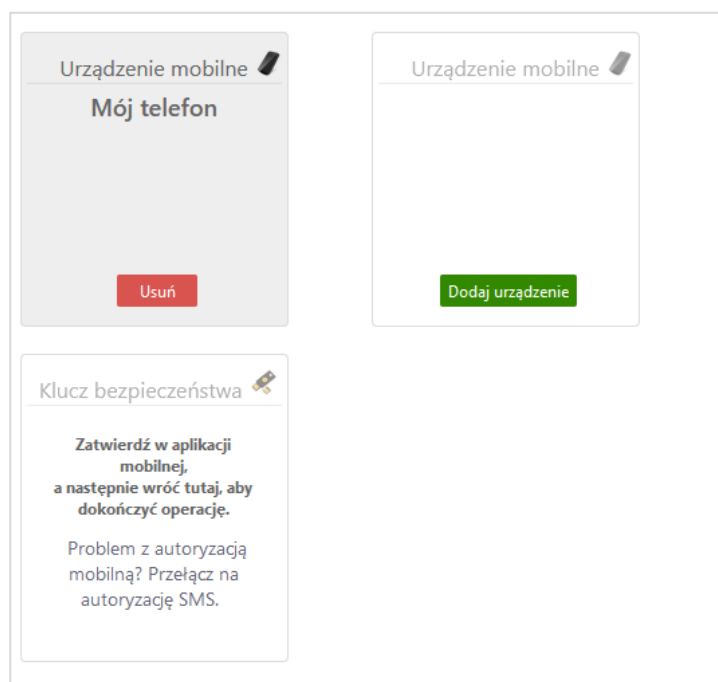 Urządzenie mobilne
Mój telefon
Usuń
Urządzenie mobilne
Dodaj urządzenie
Klucz bezpieczeństwa
Zatwierdź w aplikacji
mobilnej,
a następnie wróć tutaj, aby
dokończyć operację.
Problem z autoryzacją
mobilną? Przełącz na
autoryzację SMS.